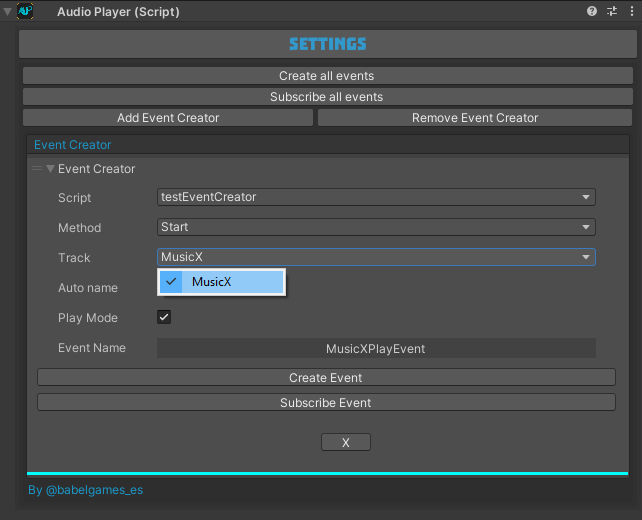 Audio Player (Script)
SETTINGS
Create all events
Subscribe all events
Add Event Creator Remove Event Creator
Event Creator
Event Creator
Script testEventCreator
Method Start
Track MusicX
MusicX
Auto name
Play Mode
Event Name MusicXPlayEvent
Create Event
Subscribe Event
X
By @babelgames_es